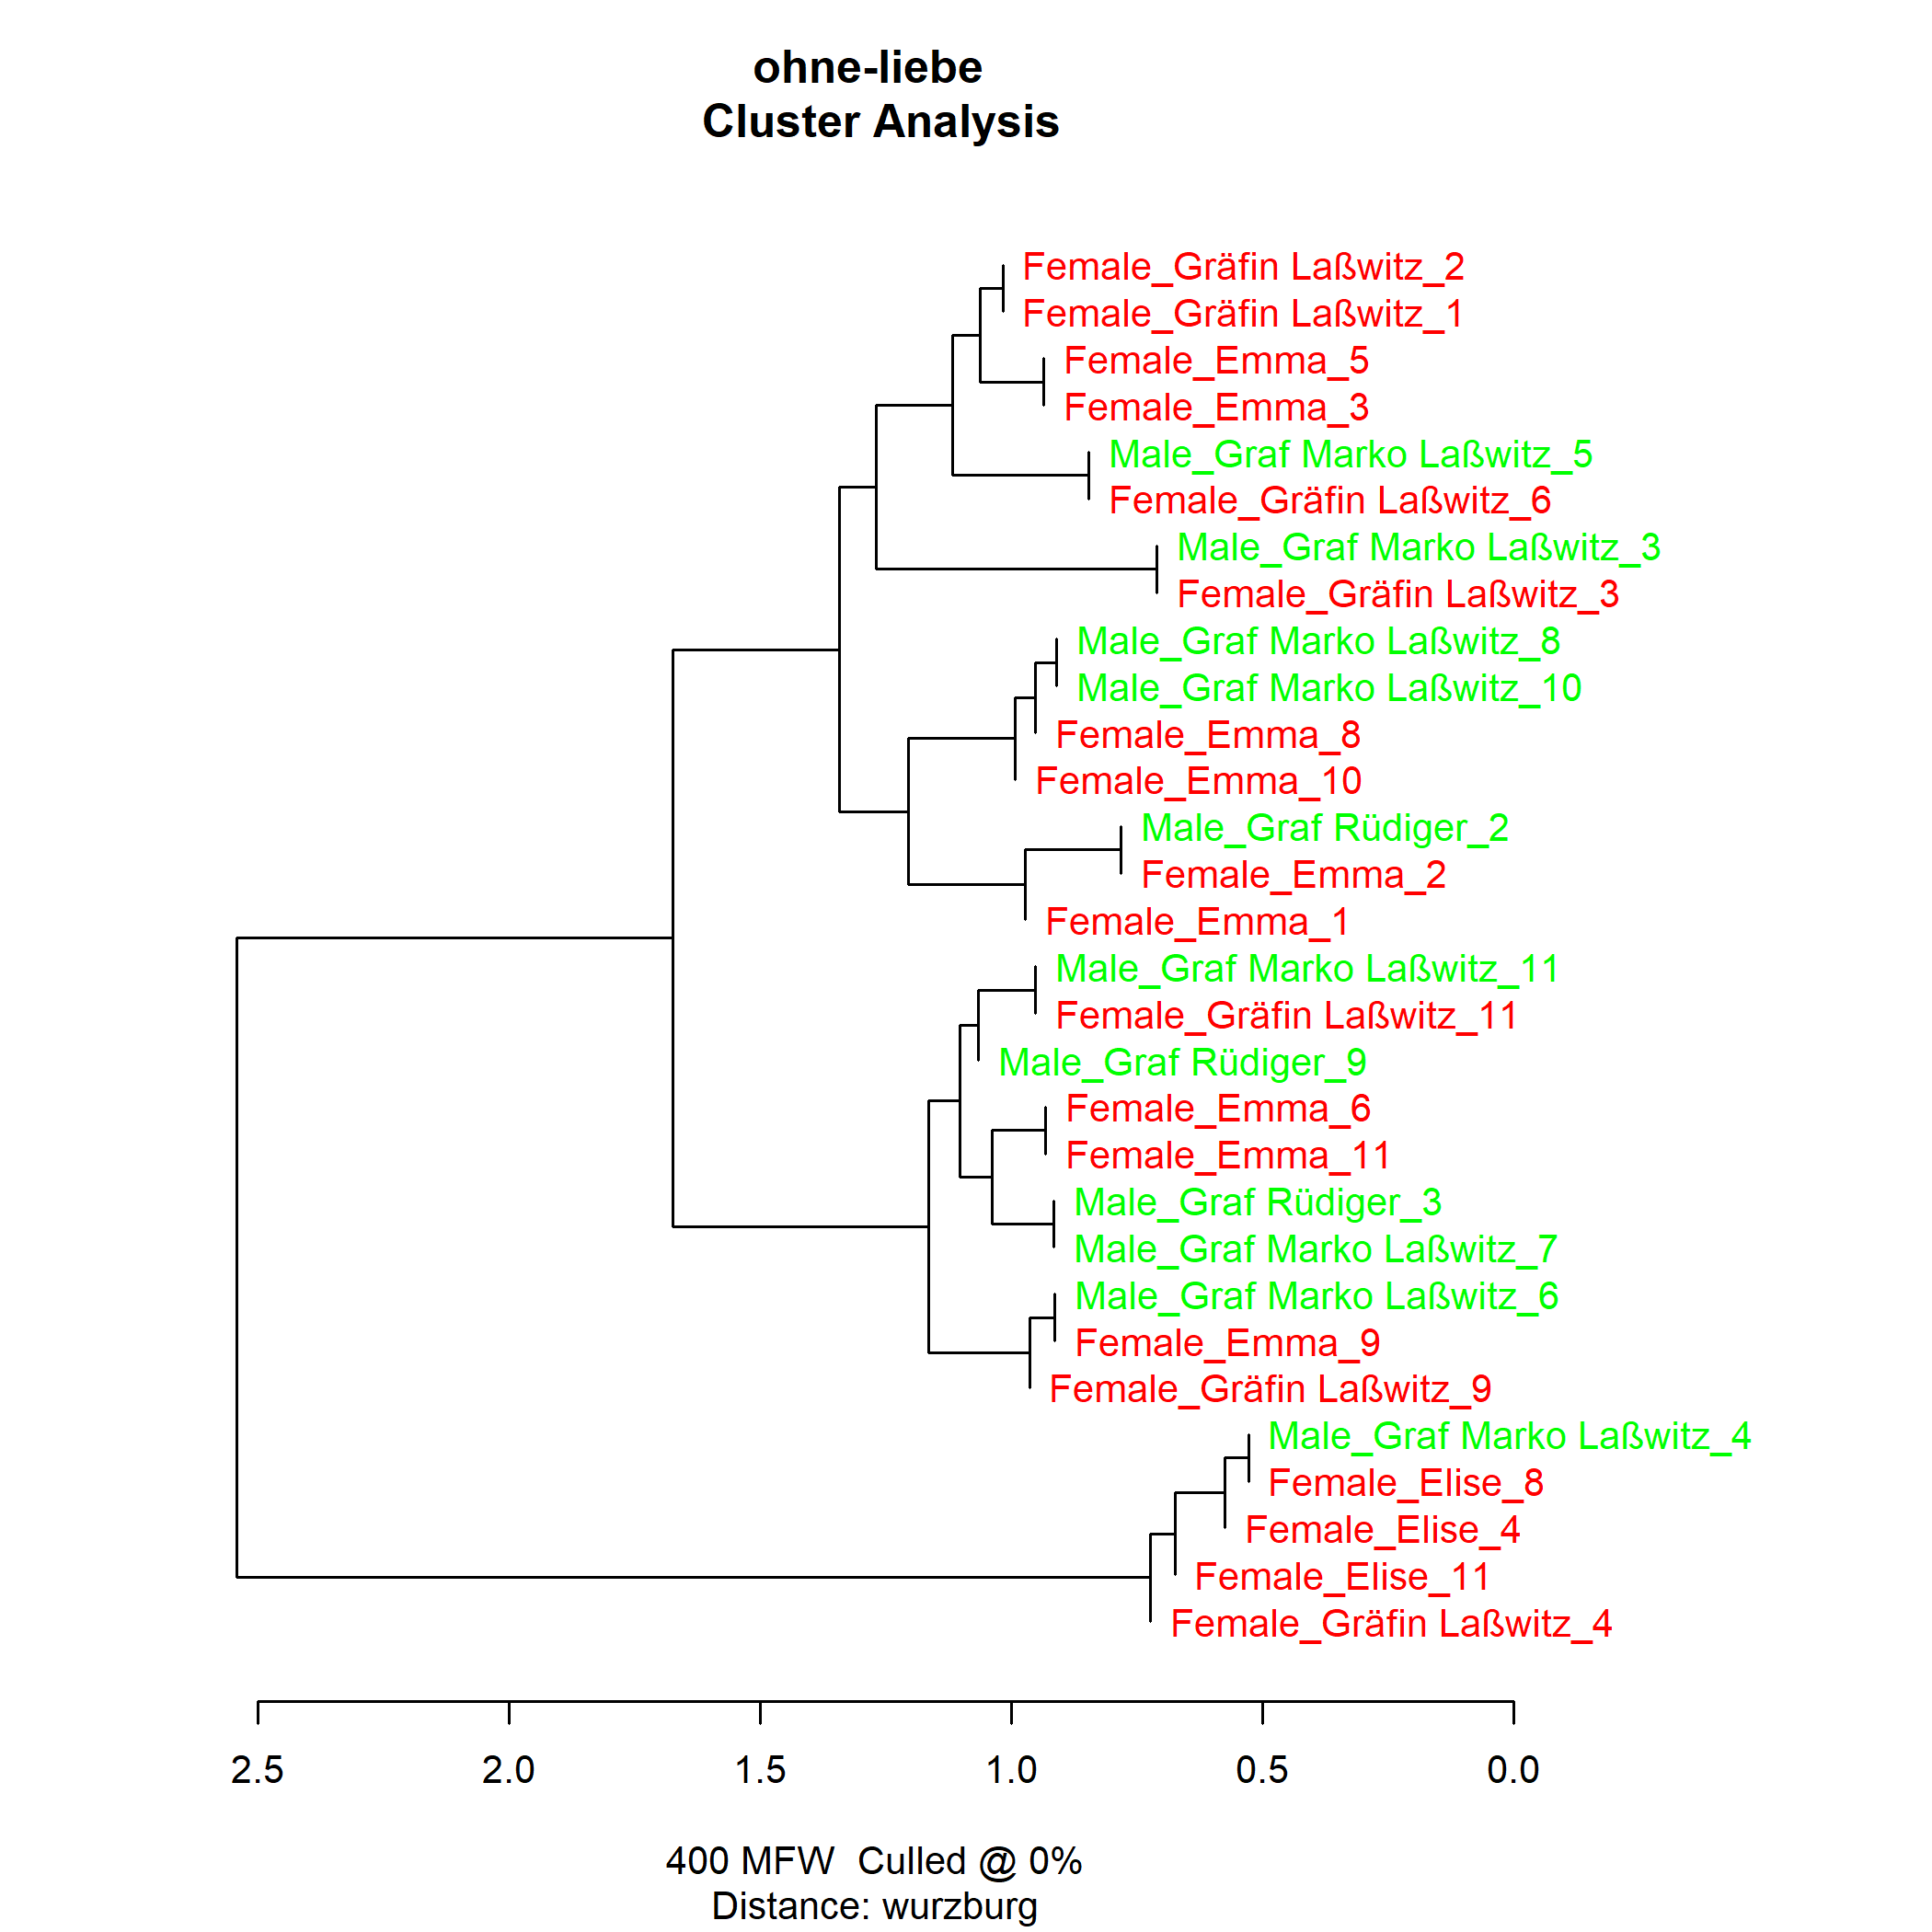 ohne-liebe
Cluster Analysis
Female_Gräfin Laßwitz_2
Female_Gräfin Laßwitz_1
Female_Emma_5
Female_Emma_3
Male_Graf Marko Laßwitz_5
Female_Gräfin Laßwitz_6
Male_Graf Marko Laßwitz_3
Female_Gräfin Laßwitz_3
Male_Graf Marko Laßwitz_8
Male_Graf Marko Laßwitz_10
Female_Emma_8
Female_Emma_10
Male_Graf Rüdiger_2
Female_Emma_2
Female_Emma_1
Male_Graf Marko Laßwitz_11
Female_Gräfin Laßwitz_11
Male_Graf Rüdiger_9
Female_Emma_6
Female_Emma_11
Male_Graf Rüdiger_3
Male_Graf Marko Laßwitz_7
Male_Graf Marko Laßwitz_6
Female_Emma_9
Female_Gräfin Laßwitz_9
Male_Graf Marko Laßwitz_4
Female_Elise_8
Female_Elise_4
Female_Elise_11
Female_Gräfin Laßwitz_4
2.5 2.0 1.5 1.0 0.5 0.0
400 MFW  Culled @ 0%
Distance: wurzburg